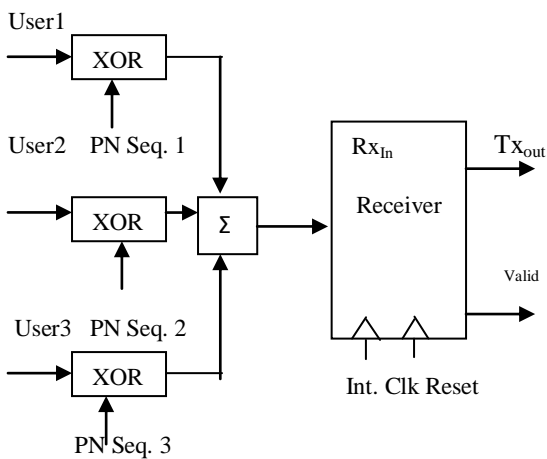 User1
XOR
User2 PN Seq. 1
XOR
Σ
User3 PN Seq. 2
XOR
PN Seq. 3
RxIn
Receiver
Txout
Valid
Int. Clk Reset